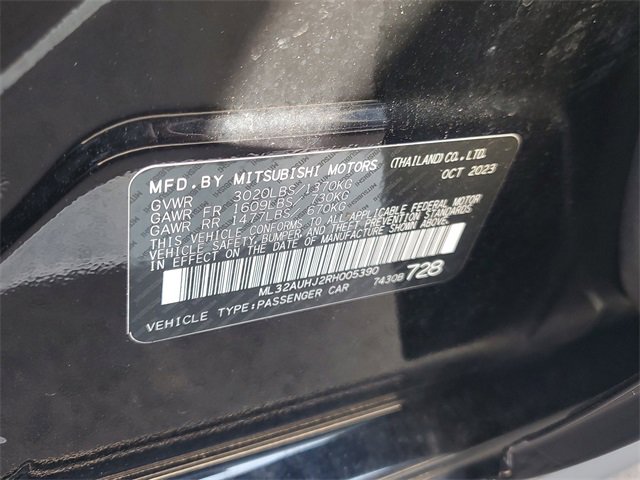 MFD. BY MITSUBISHI MOTORS (THAILAND) CO., LTD.
OCT 2023
GVWR 3020LBS 1370KG
GAWR FR 1609LBS 730KG
GAWR RR 1477LBS 670KG
THIS VEHICLE CONFORMS TO ALL APPLICABLE FEDERAL MOTOR
VEHICLE SAFETY, BUMPER, AND THEFT PREVENTION STANDARDS
IN EFFECT ON THE DATE OF MANUFACTURE SHOWN ABOVE.
ML32AUHJ2RH005390
VEHICLE TYPE:PASSENGER CAR 7430B 728